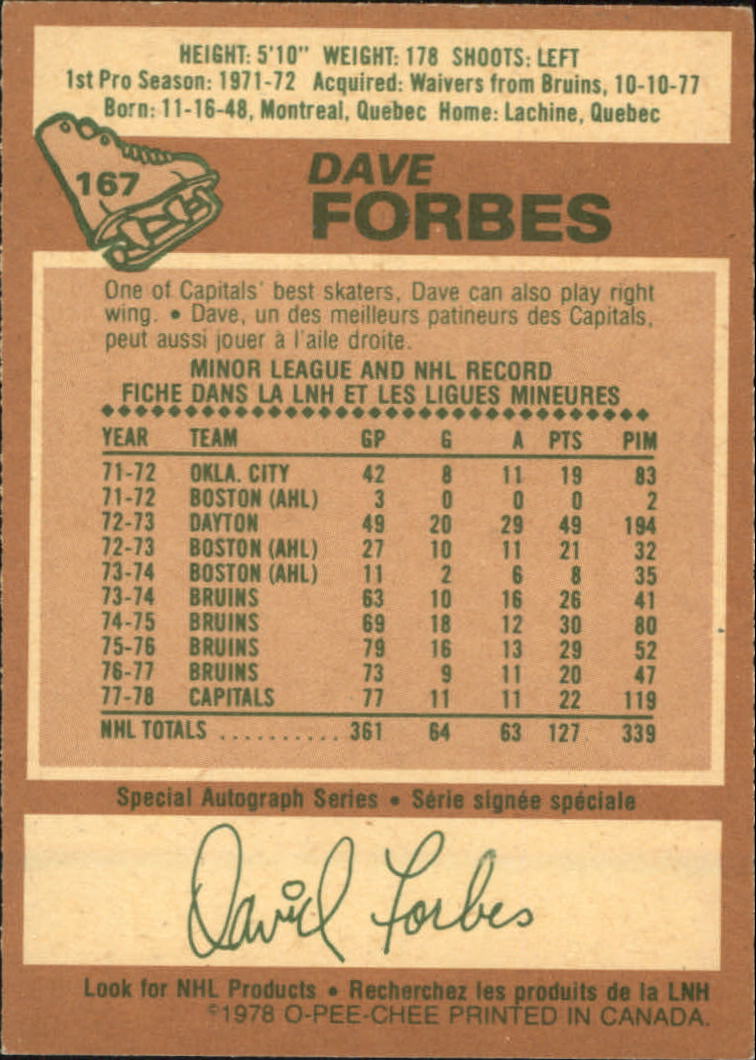 HEIGHT: 5'10" WEIGHT: 178 SHOOTS: LEFT
1st Pro Season: 1971-72 Acquired: Waivers from Bruins, 10-10-77
Born: 11-16-48, Montreal, Quebec Home: Lachine, Quebec
167
DAVE
FORBES
One of Capitals' best skaters, Dave can also play right
wing. • Dave, un des meilleurs patineurs des Capitals,
peut aussi jouer à l'aile droite.
MINOR LEAGUE AND NHL RECORD
FICHE DANS LA LNH ET LES LIGUES MINEURES
YEAR TEAM GP G A PTS PIM
71-72 OKLA. CITY 42 8 11 19 83
71-72 BOSTON (AHL) 3 0 0 0 2
72-73 DAYTON 49 20 29 49 194
72-73 BOSTON (AHL) 27 10 11 21 32
73-74 BOSTON (AHL) 11 2 6 8 35
73-74 BRUINS 63 10 16 26 41
74-75 BRUINS 69 18 12 30 80
75-76 BRUINS 79 16 13 29 52
76-77 BRUINS 73 9 11 20 47
77-78 CAPITALS 77 11 11 22 119
NHL TOTALS .......... 361 64 63 127 339
Special Autograph Series • Série signée spéciale
David Forbes
Look for NHL Products • Recherchez les produits de la LNH
©1978 O-PEE-CHEE PRINTED IN CANADA.